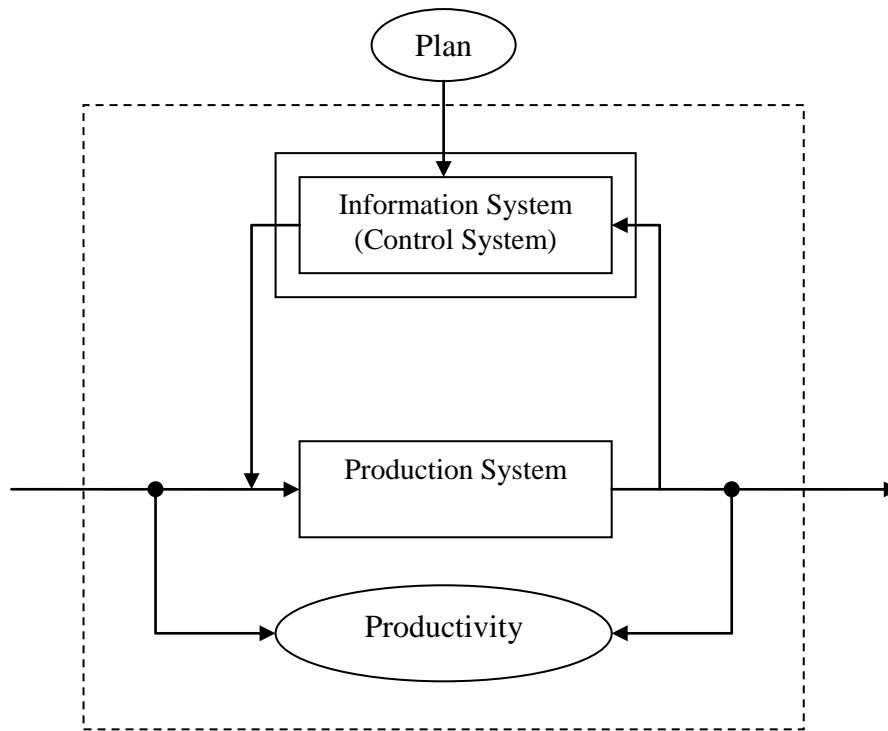 Plan
Information System
(Control System)
Production System
Productivity